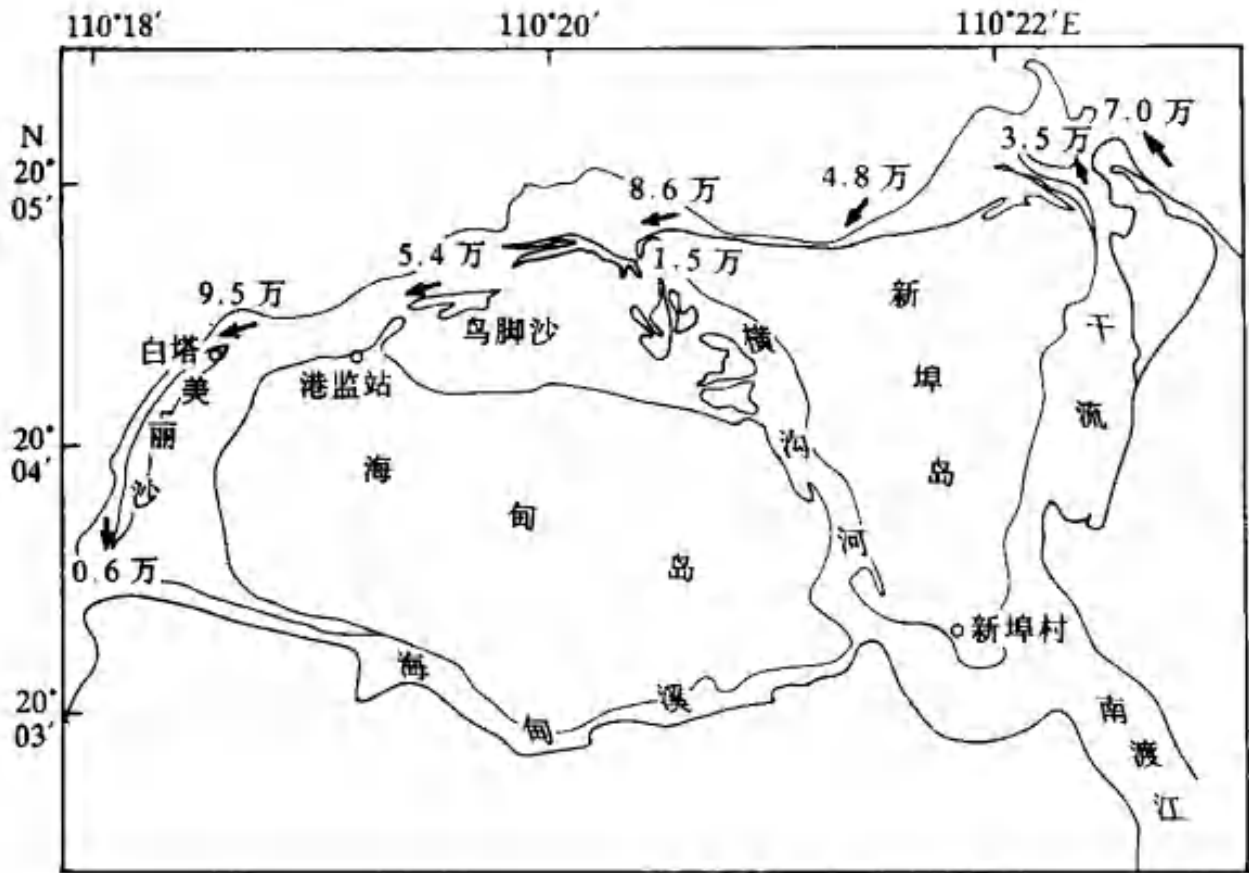 110°18′ 110°20′ 110°22′E
N
20°
05′
7.0 万
3.5 万
4.8 万
8.6 万
5.4 万
1.5 万
9.5 万
白塔
港监站
鸟脚沙
美丽沙
横沟河
新埠岛
干流
20°
04′
海甸岛
0.6 万
新埠村
海甸溪
南渡江
20°
03′